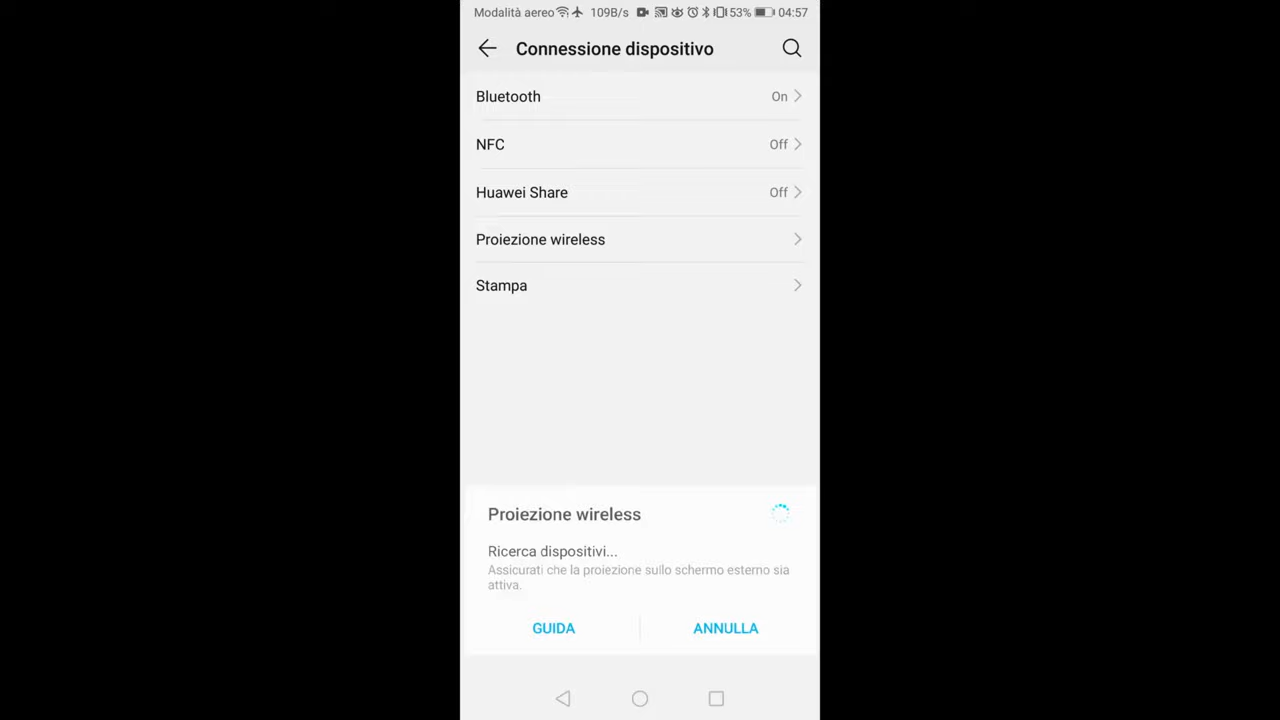 Modalità aereo 109B/s 53% 04:57
Connessione dispositivo
Bluetooth On
NFC Off
Huawei Share Off
Proiezione wireless
Stampa
Proiezione wireless
Ricerca dispositivi...
Assicurati che la proiezione sullo schermo esterno sia
attiva.
GUIDA ANNULLA